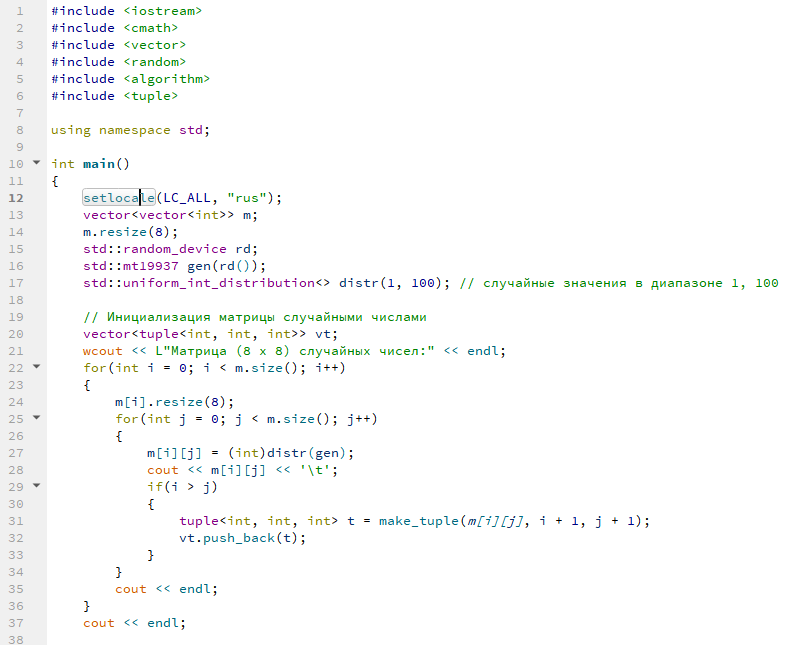 1 #include <iostream>
2 #include <cmath>
3 #include <vector>
4 #include <random>
5 #include <algorithm>
6 #include <tuple>
7
8 using namespace std;
9
10 int main()
11 {
12 setlocale(LC_ALL, "rus");
13 vector<vector<int>> m;
14 m.resize(8);
15 std::random_device rd;
16 std::mt19937 gen(rd());
17 std::uniform_int_distribution<> distr(1, 100); // случайные значения в диапазоне 1, 100
18
19 // Инициализация матрицы случайными числами
20 vector<tuple<int, int, int>> vt;
21 wcout << L"Матрица (8 x 8) случайных чисел:" << endl;
22 for(int i = 0; i < m.size(); i++)
23 {
24 m[i].resize(8);
25 for(int j = 0; j < m.size(); j++)
26 {
27 m[i][j] = (int)distr(gen);
28 cout << m[i][j] << '\t';
29 if(i > j)
30 {
31 tuple<int, int, int> t = make_tuple(m[i][j], i + 1, j + 1);
32 vt.push_back(t);
33 }
34 }
35 cout << endl;
36 }
37 cout << endl;
38